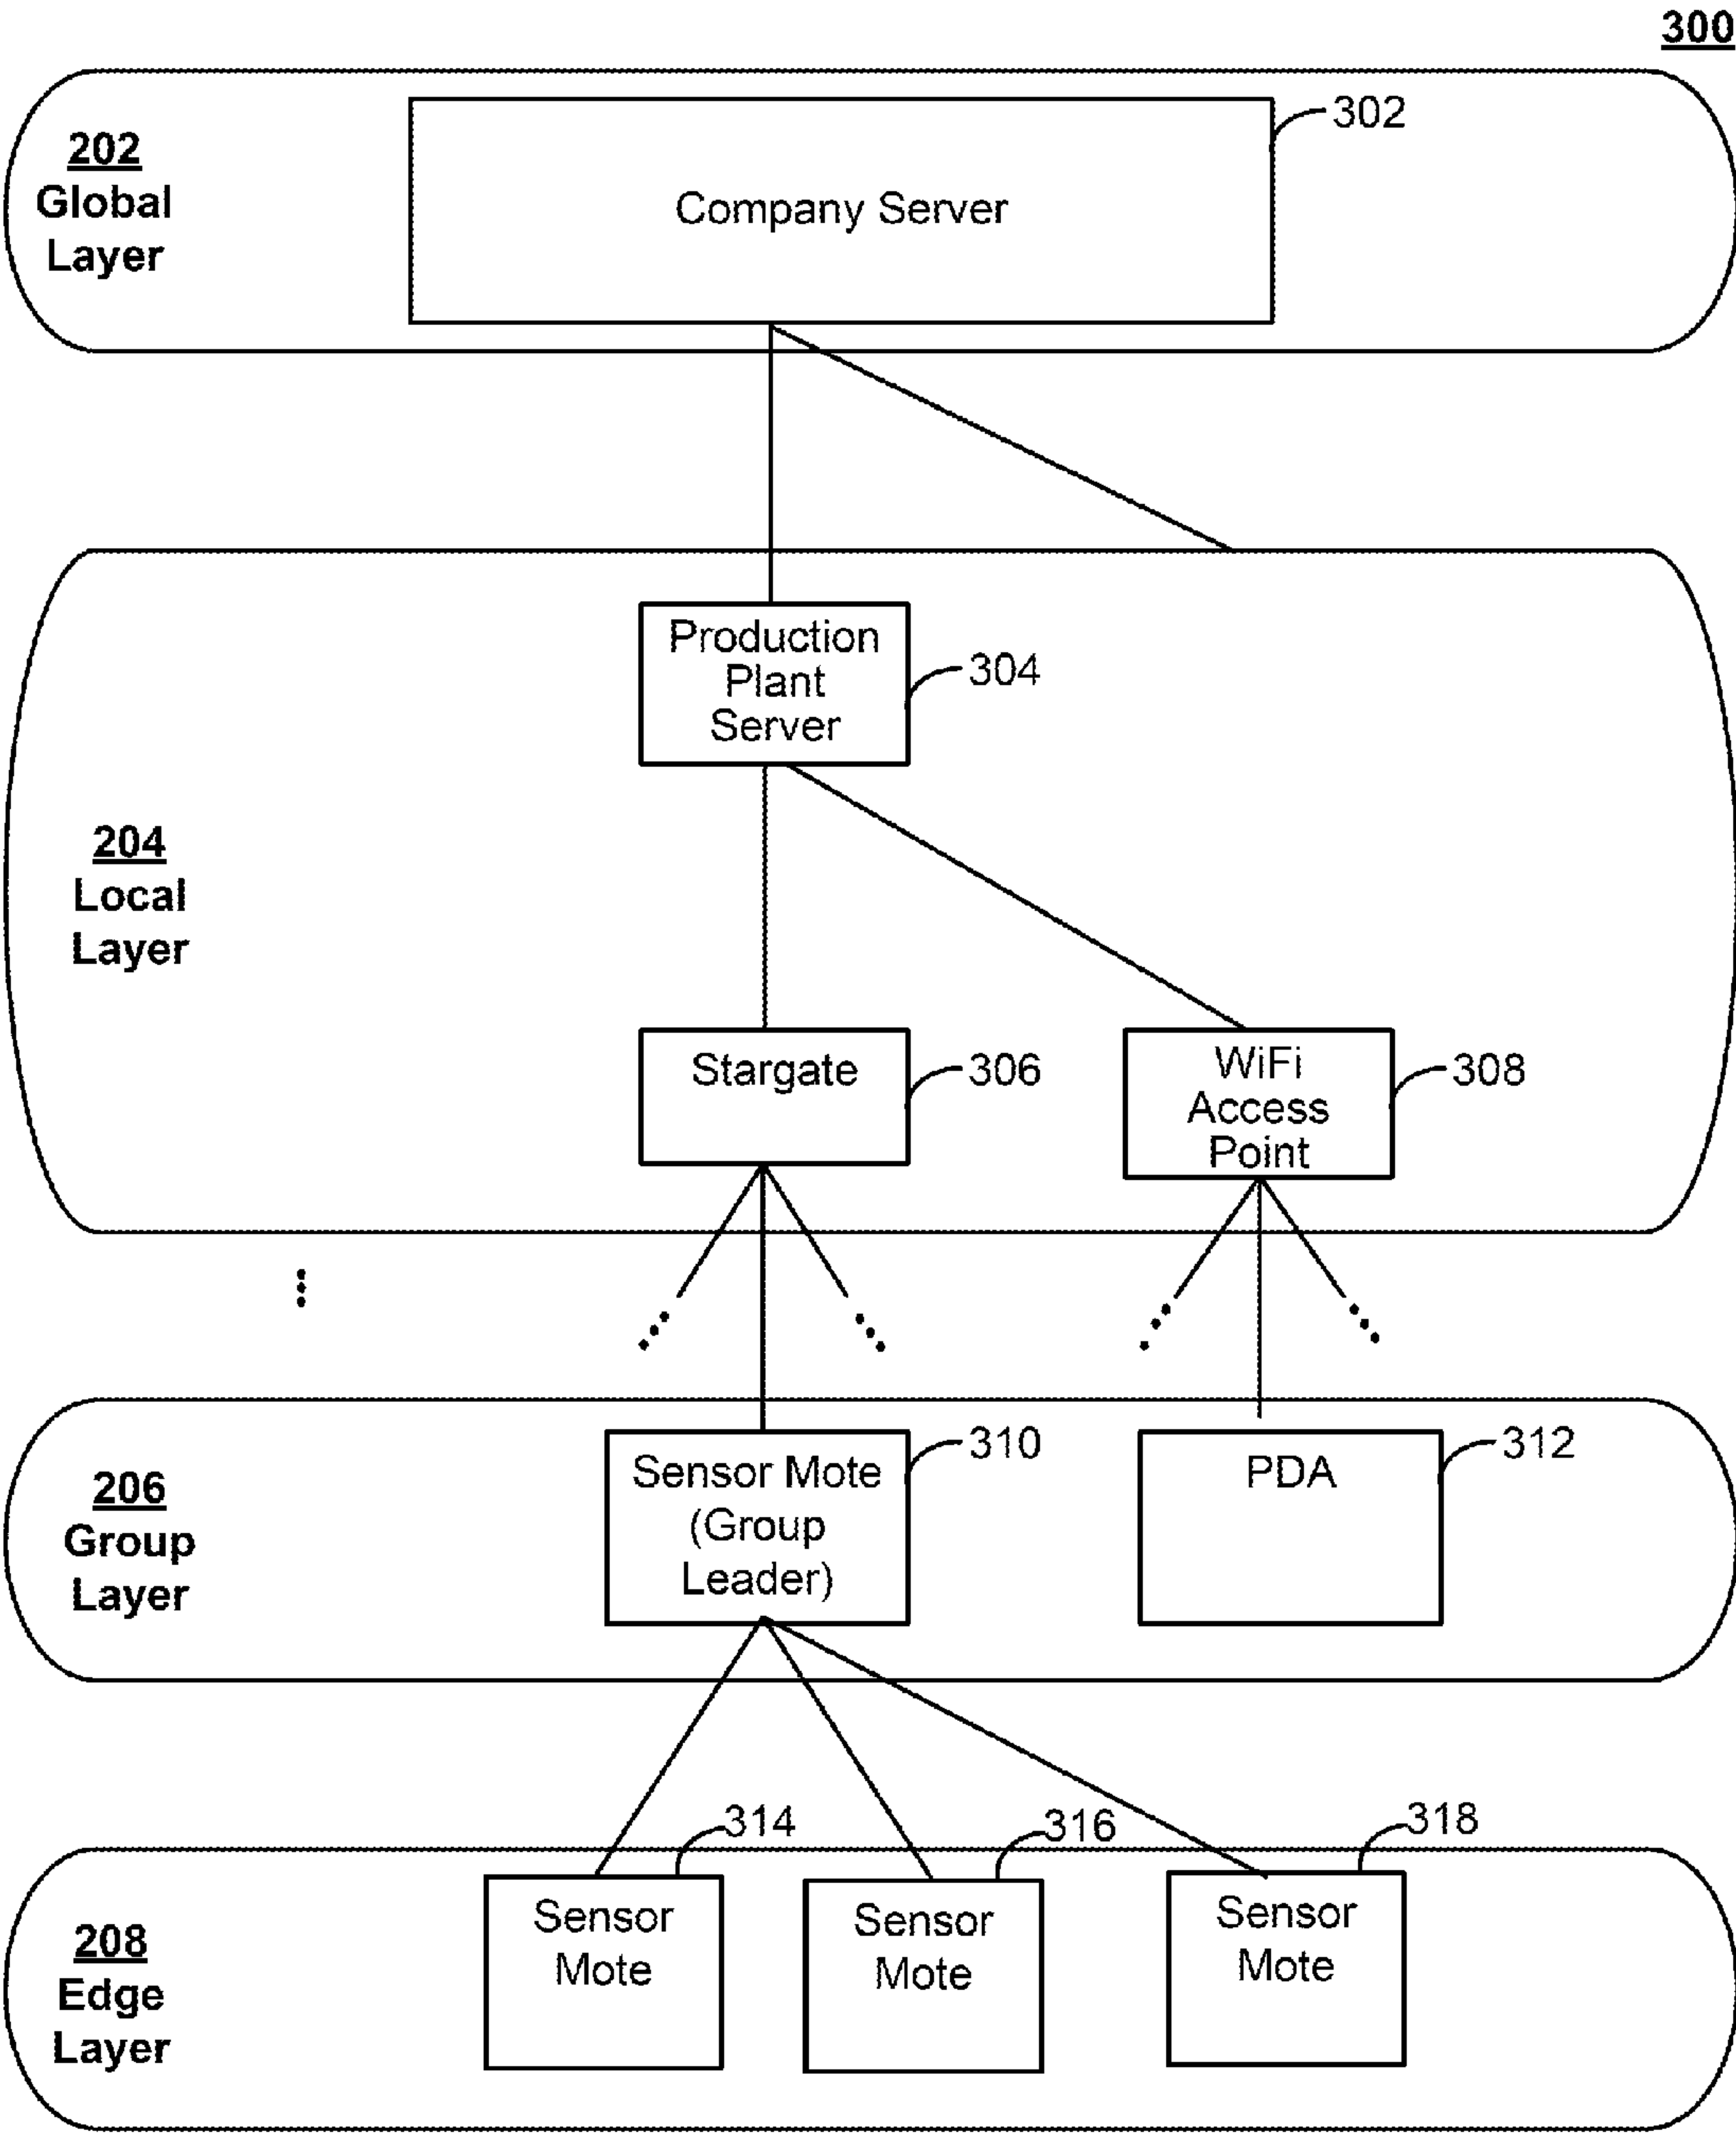 300
202
Global
Layer
302
Company Server
Production
Plant
Server
304
204
Local
Layer
Stargate
306
WiFi
Access
Point
308
206
Group
Layer
Sensor Mote
(Group
Leader)
310
PDA
312
208
Edge
Layer
314
Sensor
Mote
316
Sensor
Mote
318
Sensor
Mote